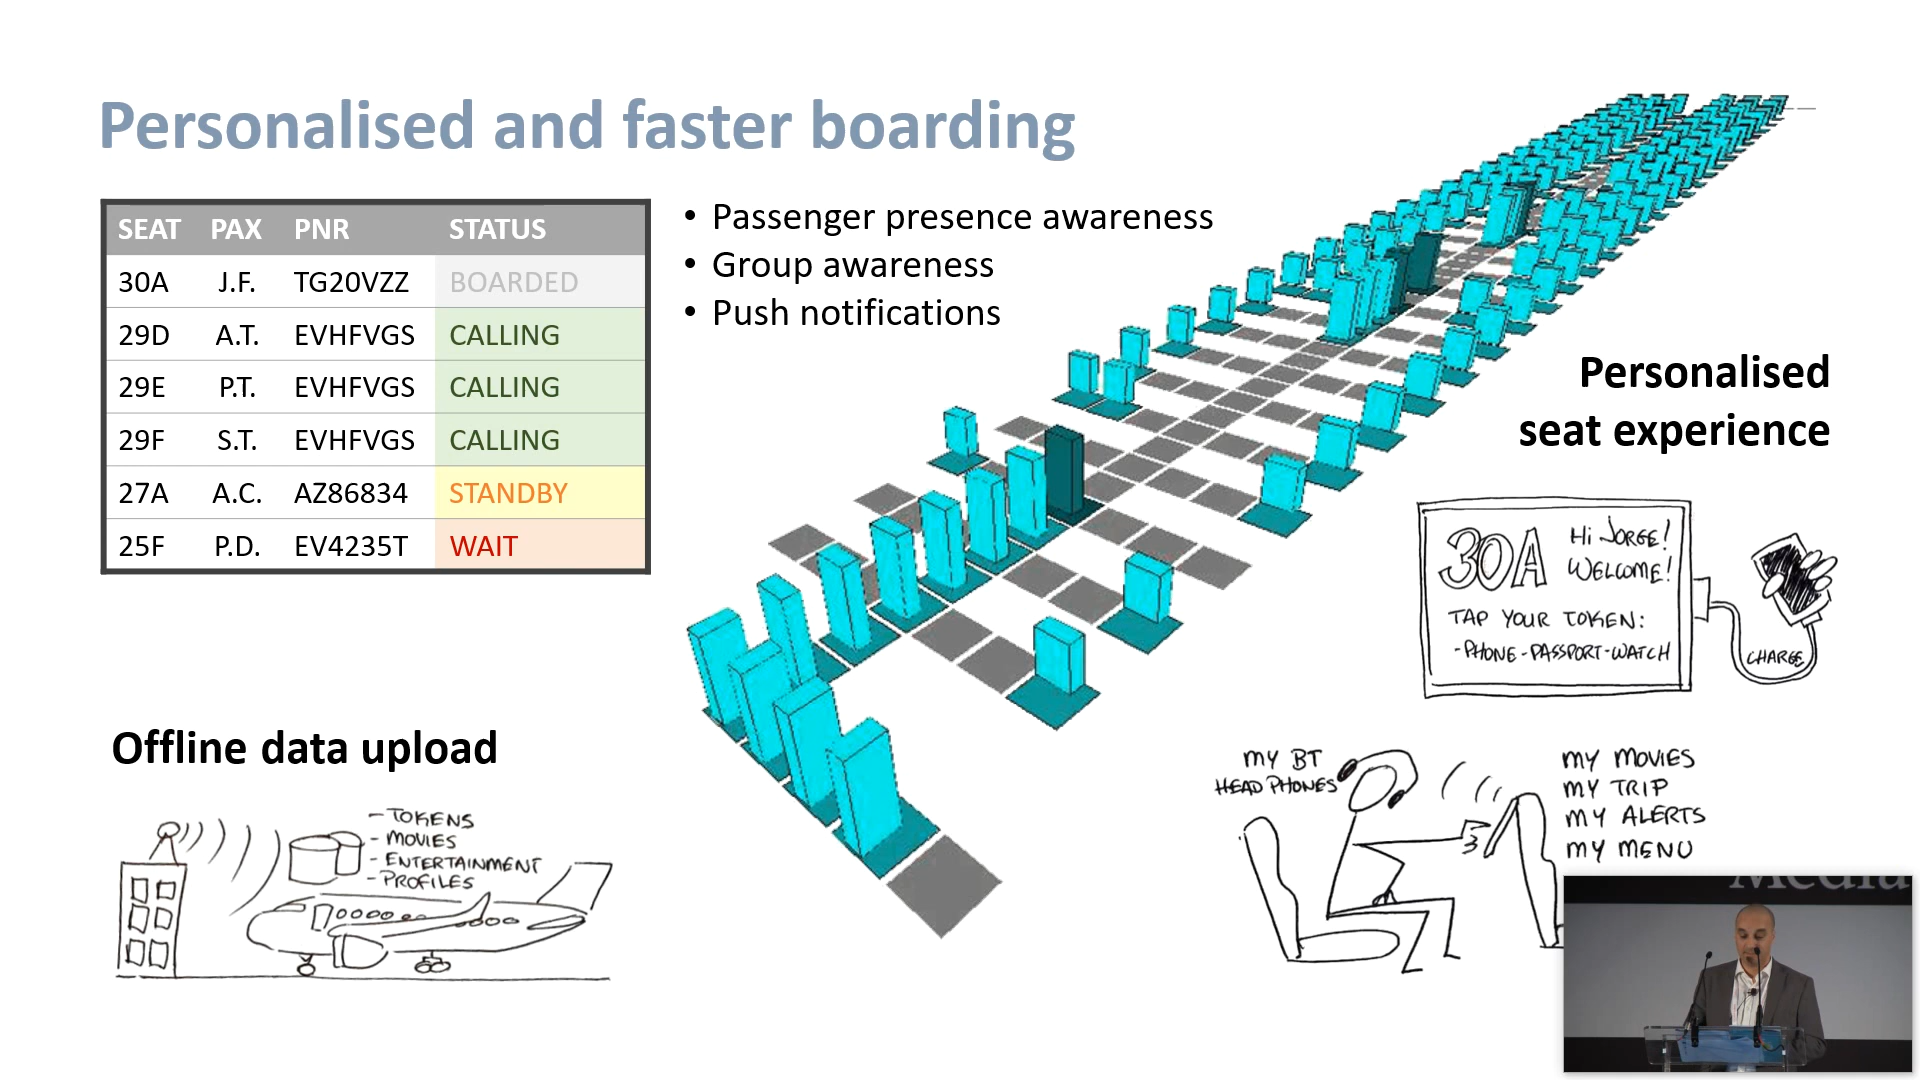 Personalised and faster boarding
SEAT PAX PNR STATUS
30A J.F. TG20VZZ BOARDED
29D A.T. EVHFVGS CALLING
29E P.T. EVHFVGS CALLING
29F S.T. EVHFVGS CALLING
27A A.C. AZ86834 STANDBY
25F P.D. EV4235T WAIT
• Passenger presence awareness
• Group awareness
• Push notifications
Personalised
seat experience
30A
Hi JORGE!
WELCOME!
TAP YOUR TOKEN:
-PHONE-PASSPORT-WATCH
CHARGE
Offline data upload
- TOKENS
- MOVIES
- ENTERTAINMENT
- PROFILES
MY BT
HEADPHONES
MY MOVIES
MY TRIP
MY ALERTS
MY MENU
Media